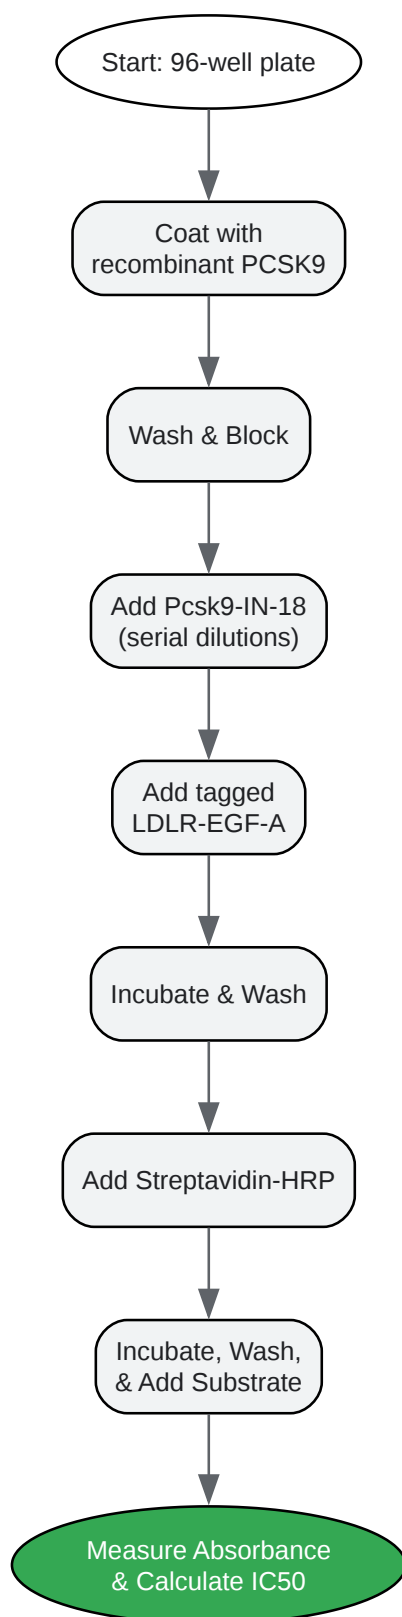 Start: 96-well plate
Coat with
recombinant PCSK9
Wash & Block
Add Pcsk9-IN-18
(serial dilutions)
Add tagged
LDLR-EGF-A
Incubate & Wash
Add Streptavidin-HRP
Incubate, Wash,
& Add Substrate
Measure Absorbance
& Calculate IC50